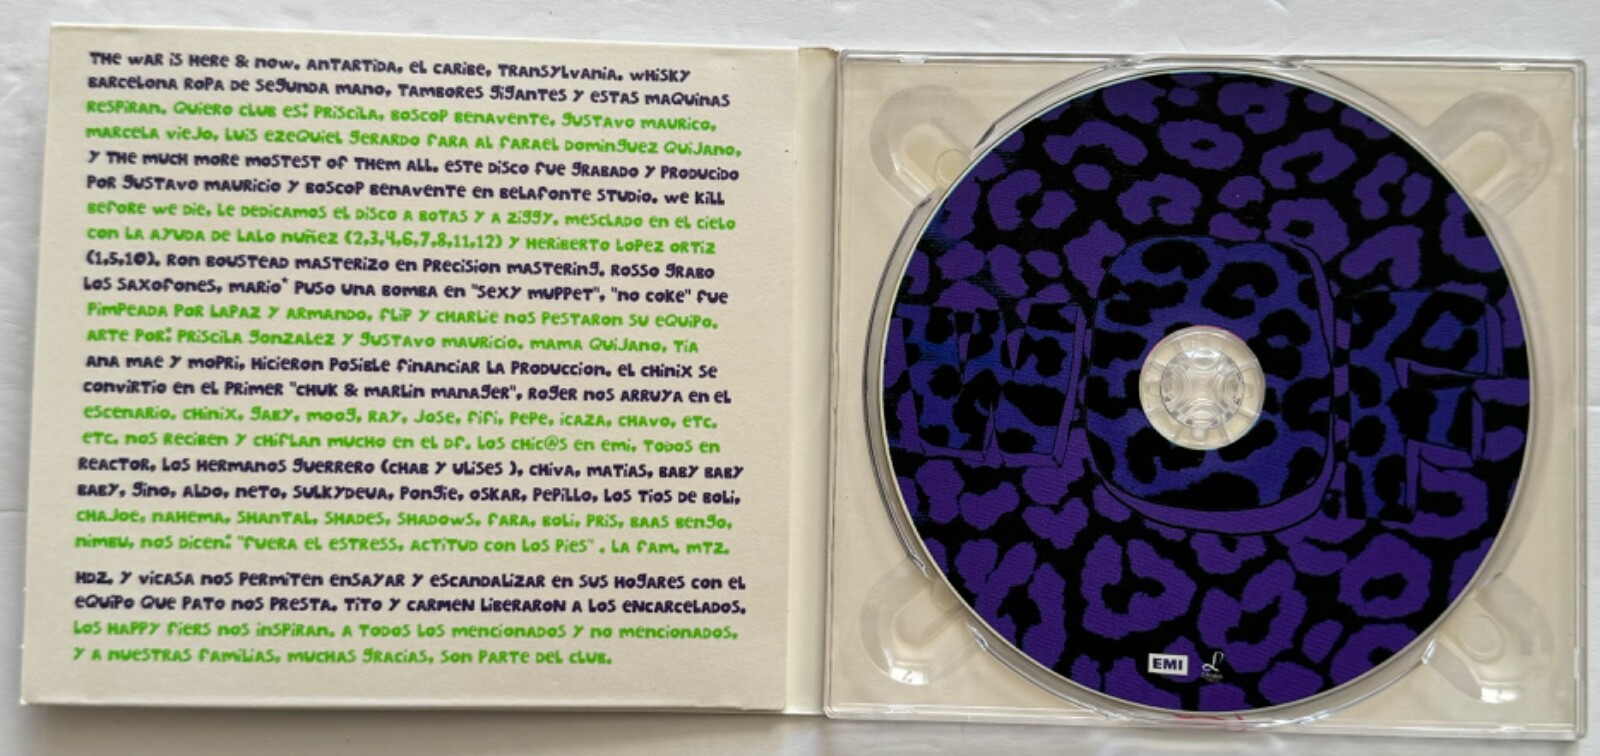 THE WAR IS HERE & NOW. ANTARTIDA, EL CARIBE, TRANSYLVANIA. WHISKY
BARCELONA ROPA DE SEGUNDA MANO, TAMBORES GIGANTES Y ESTAS MAQUINAS
RESPIRAN. QUIERO CLUB ES: PRISCILA, BOSCOP BENAVENTE, GUSTAVO MAURICO,
MARCELA VIEJO, LUIS EZEQUIEL GERARDO FARA AL FARAEL DOMINGUEZ QUIJANO,
Y THE MUCH MORE MOSTEST OF THEM ALL. ESTE DISCO FUE GRABADO Y PRODUCIDO
POR GUSTAVO MAURICIO Y BOSCOP BENAVENTE EN BELAFONTE STUDIO. WE KILL
BEFORE WE DIE. LE DEDICAMOS EL DISCO A BOTAS Y A ZIGGY. MESCLADO EN EL CIELO
CON LA AYUDA DE LALO NUÑEZ (2,3,4,6,7,8,11,12) Y HERIBERTO LOPEZ ORTIZ
(1,5,10). RON BOUSTEAD MASTERIZO EN PRECISION MASTERING. ROSSO GRABO
LOS SAXOFONES, MARIO* PUSO UNA BOMBA EN "SEXY MUPPET", "NO COKE" FUE
PIMPEADA POR LAPAZ Y ARMANDO. FLIP Y CHARLIE NOS PESTARON SU EQUIPO.
ARTE POR: PRISCILA GONZALEZ Y GUSTAVO MAURICIO. MAMA QUIJANO, TIA
ANA MAE Y MOPRI, HICIERON POSIBLE FINANCIAR LA PRODUCCION. EL CHINIX SE
CONVIRTIO EN EL PRIMER "CHUK & MARLIN MANAGER", ROGER NOS ARRUYA EN EL
ESCENARIO. CHINIX, GABY, MOOG, RAY, JOSE, FIFI, PEPE, ICAZA, CHAVO, ETC.
ETC. NOS RECIBEN Y CHIFLAN MUCHO EN EL DF. LOS CHIC@S EN EMI, TODOS EN
REACTOR, LOS HERMANOS GUERRERO (CHAB Y ULISES ), CHIVA, MATIAS, BABY BABY
BABY, GINO, ALDO, NETO, SULKYDEVA, PONGIE, OSKAR, PEPILLO, LOS TIOS DE BOLI,
CHAJOE, NAHEMA, SHANTAL, SHADES, SHADOWS, FARA, BOLI, PRIS, BAAS BENGO,
NIMBU, NOS DICEN: "FUERA EL ESTRESS, ACTITUD CON LOS PIES" . LA FAM. MTZ.
HDZ. Y VICASA NOS PERMITEN ENSAYAR Y ESCANDALIZAR EN SUS HOGARES CON EL
EQUIPO QUE PATO NOS PRESTA. TITO Y CARMEN LIBERARON A LOS ENCARCELADOS.
LOS HAPPY FIERS NOS INSPIRAN. A TODOS LOS MENCIONADOS Y NO MENCIONADOS,
Y A NUESTRAS FAMILIAS, MUCHAS GRACIAS, SON PARTE DEL CLUB.
EMI